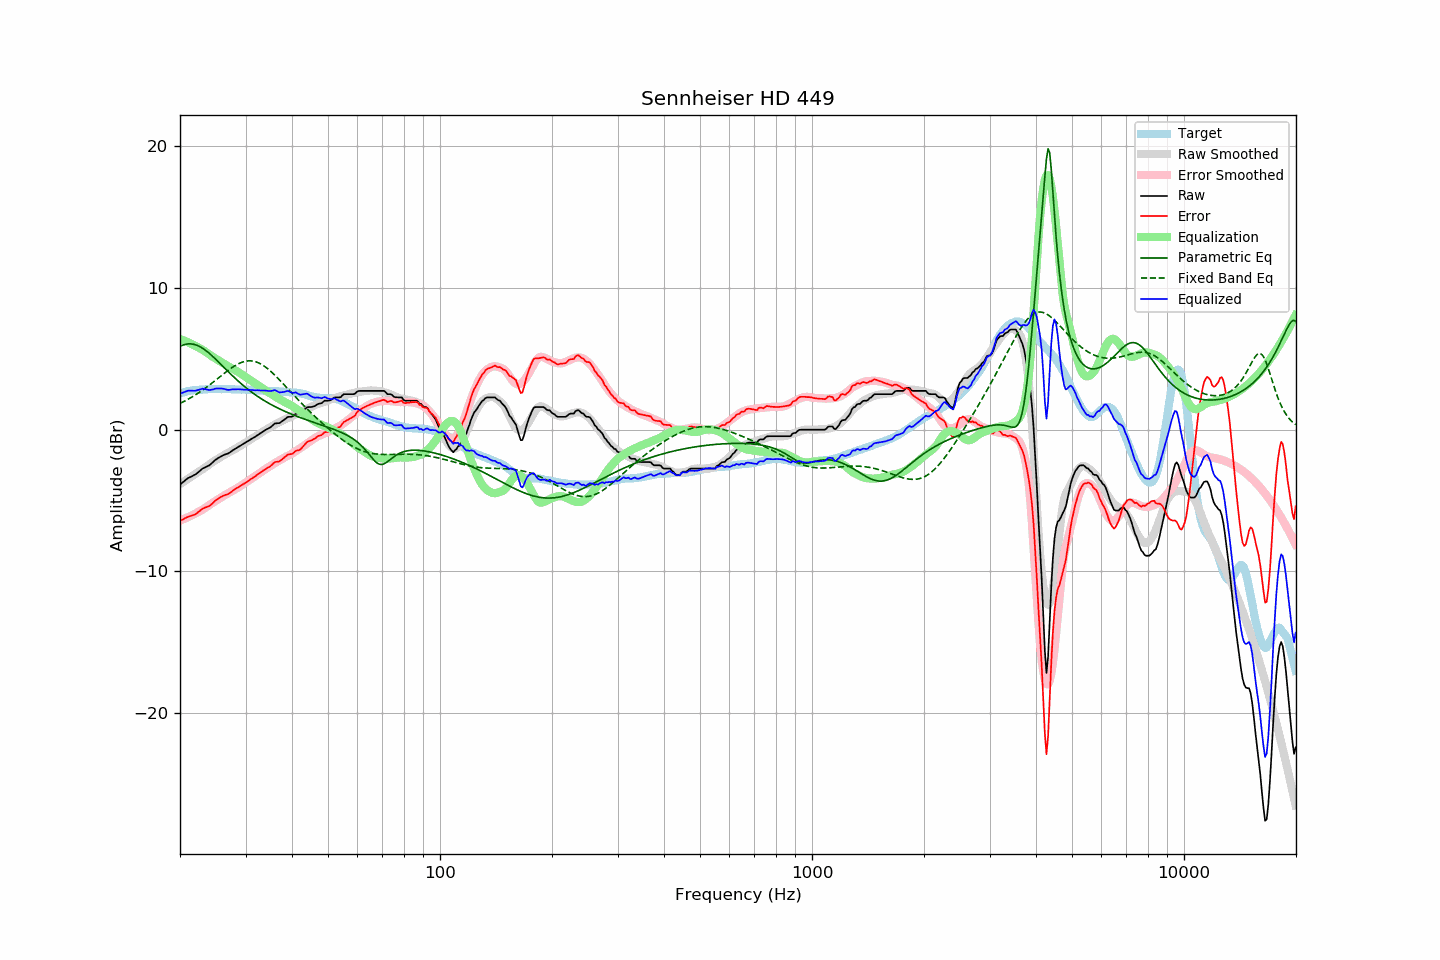 Sennheiser HD 449
Target
Raw Smoothed
Error Smoothed
Raw
Error
Equalization
Parametric Eq
Fixed Band Eq
Equalized
20
10
0
−10
−20
Amplitude (dBr)
100
1000
10000
Frequency (Hz)